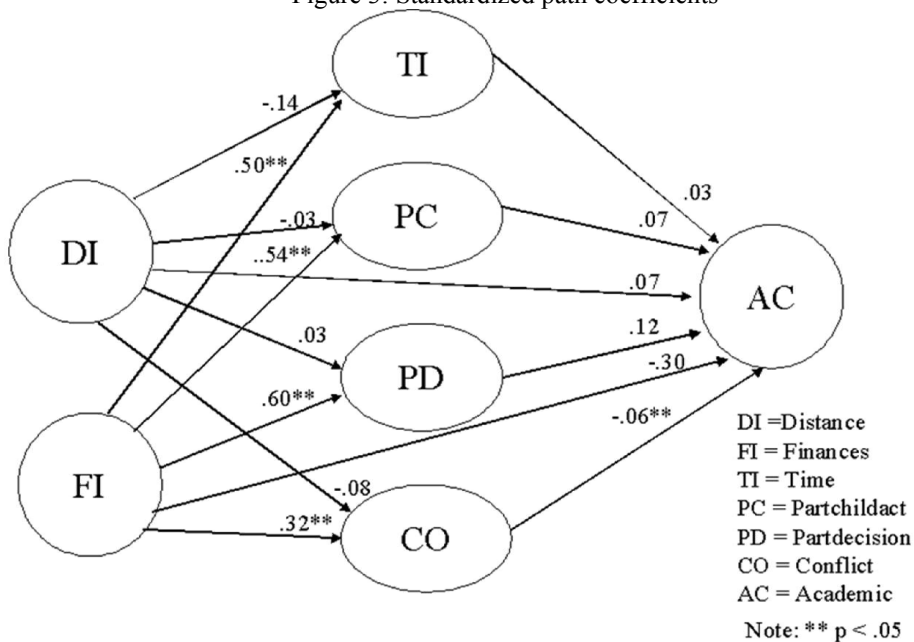 Figure 3. Standardized path coefficients
TI
-.14
.50**
.03
PC
-.03
.07
..54**
DI
.07
AC
.03
.12
PD
-.30
.60**
-.06**
DI =Distance
FI = Finances
FI
TI = Time
-.08
PC = Partchildact
.32**
PD = Partdecision
CO
CO = Conflict
AC = Academic
Note: ** p < .05